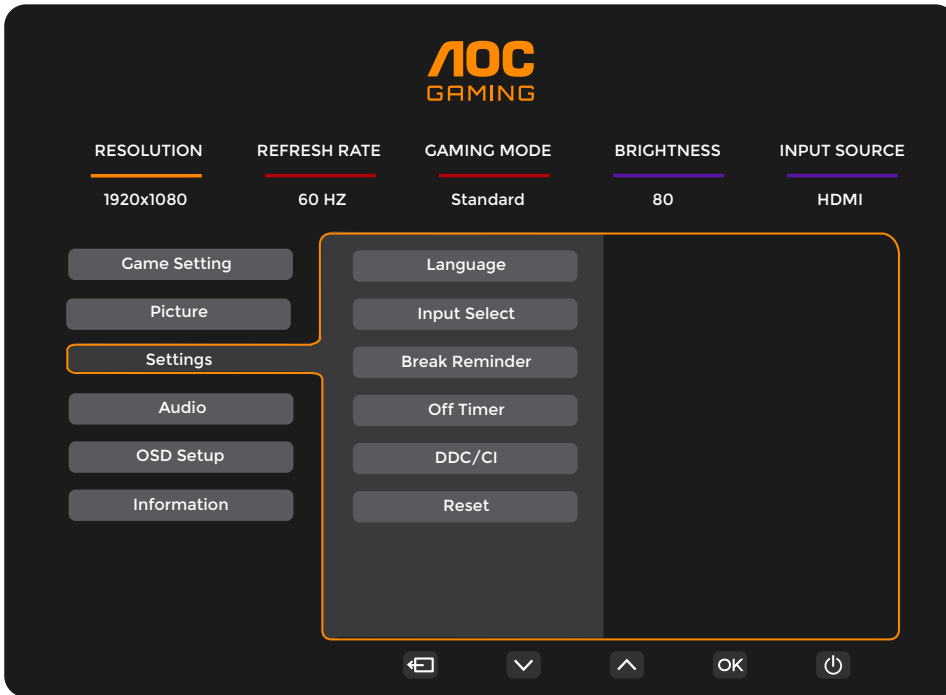 AOC
GAMING
RESOLUTION REFRESH RATE GAMING MODE BRIGHTNESS INPUT SOURCE
1920x1080 60 HZ Standard 80 HDMI
Game Setting
Picture
Settings
Audio
OSD Setup
Information
Language
Input Select
Break Reminder
Off Timer
DDC/CI
Reset
OK